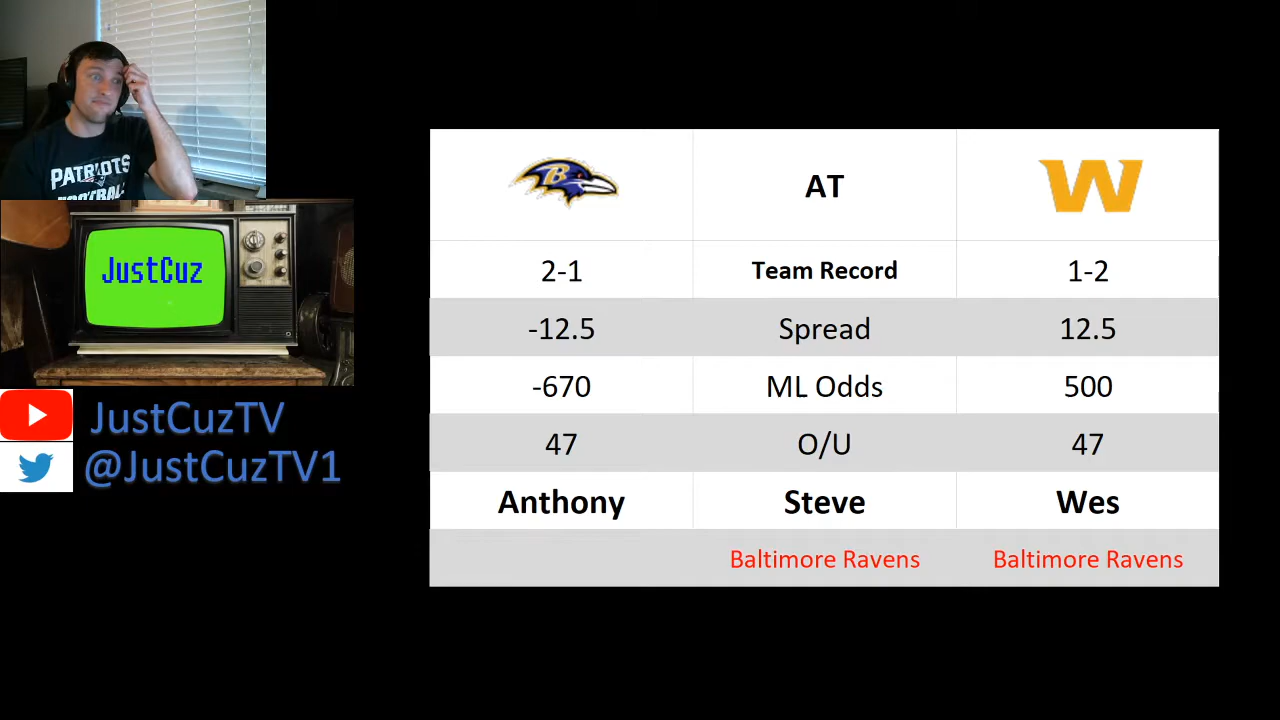 PATRIOTS
FOOTBALL
JustCuz
JustCuzTV
@JustCuzTV1
B
AT
W
2-1 Team Record 1-2
-12.5 Spread 12.5
-670 ML Odds 500
47 O/U 47
Anthony Steve Wes
Baltimore Ravens Baltimore Ravens